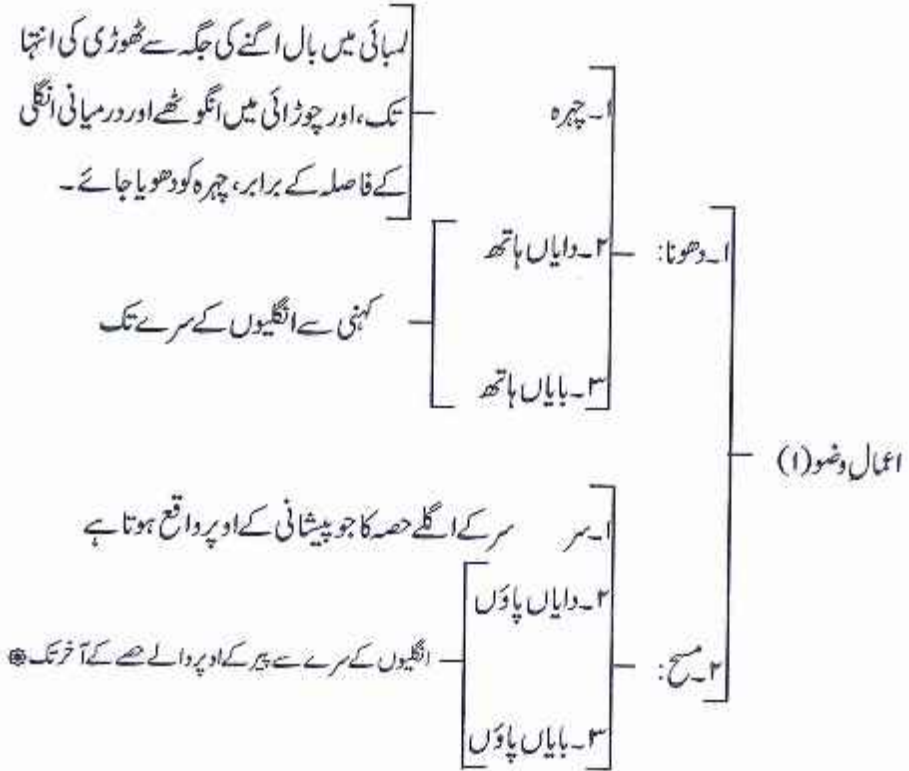 لمبائی میں بال اگنے کی جگہ سے ٹھوڑی کی انتہا
۱۔ چہرہ
تک، اور چوڑائی میں انگوٹھے اور درمیانی انگلی
کے فاصلہ کے برابر، چہرہ کو دھویا جائے۔
۱۔ دھونا:
۲۔ دایاں ہاتھ
کہنی سے انگلیوں کے سرے تک
۳۔ بایاں ہاتھ
اعمال وضو (۱)
۱۔ سر سر کے اگلے حصہ کا جو پیشانی کے اوپر واقع ہوتا ہے
۲۔ دایاں پاؤں
۲۔ مسح:
انگلیوں کے سرے سے پیر کے اوپر والے حصے کے آخر تک
۳۔ بایاں پاؤں